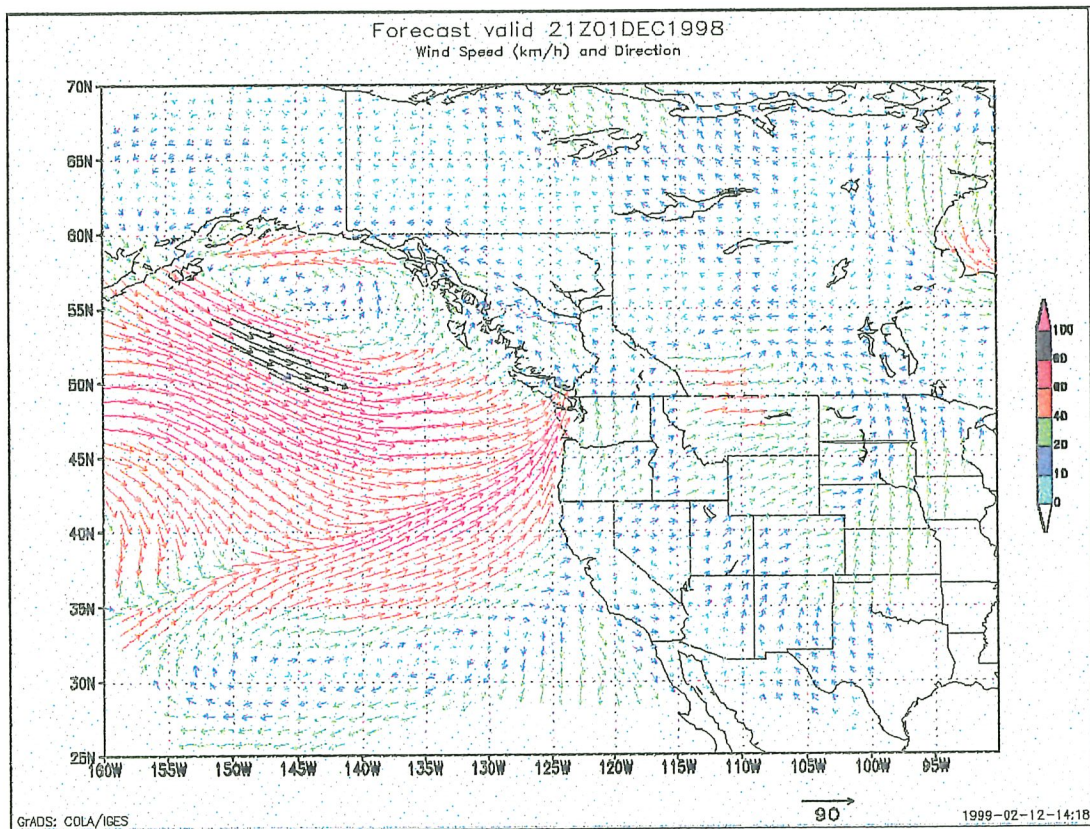 Forecast valid 21Z01DEC1998
Wind Speed (km/h) and Direction
70N
65N
60N
55N
50N
45N
40N
35N
30N
25N
160W 155W 150W 145W 140W 135W 130W 125W 120W 115W 110W 105W 100W 95W
100
80
60
40
20
10
0
90
GrADS: COLA/IGES
1999-02-12-14:18